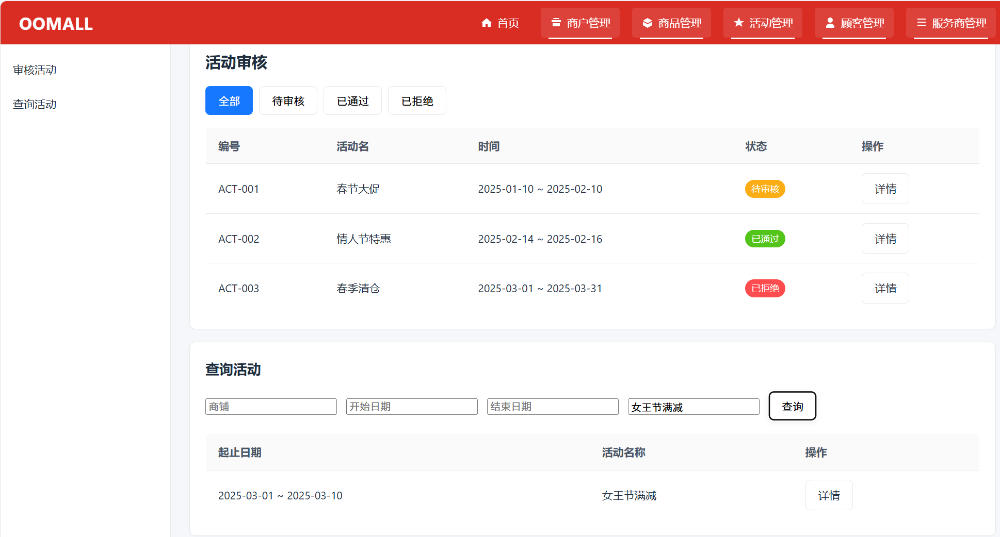 OOMALL 首页 商户管理 商品管理 活动管理 顾客管理 服务商管理
审核活动
查询活动
活动审核
全部 待审核 已通过 已拒绝
编号 活动名 时间 状态 操作
ACT-001 春节大促 2025-01-10 ~ 2025-02-10 待审核 详情
ACT-002 情人节特惠 2025-02-14 ~ 2025-02-16 已通过 详情
ACT-003 春季清仓 2025-03-01 ~ 2025-03-31 已拒绝 详情
查询活动
商铺 开始日期 结束日期 女王节满减 查询
起止日期 活动名称 操作
2025-03-01 ~ 2025-03-10 女王节满减 详情